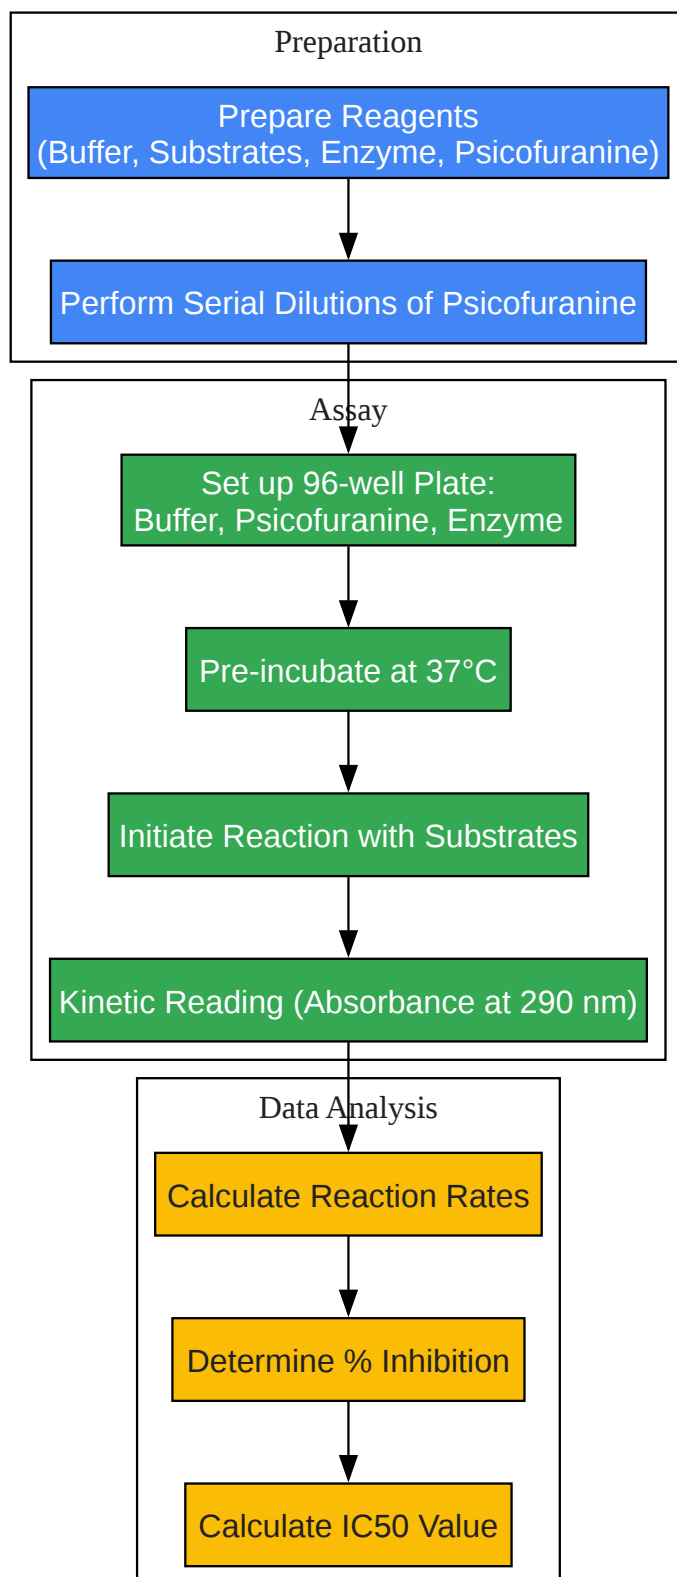 Preparation
Prepare Reagents
(Buffer, Substrates, Enzyme, Psicofuranine)
Perform Serial Dilutions of Psicofuranine
Assay
Set up 96-well Plate:
Buffer, Psicofuranine, Enzyme
Pre-incubate at 37°C
Initiate Reaction with Substrates
Kinetic Reading (Absorbance at 290 nm)
Data Analysis
Calculate Reaction Rates
Determine % Inhibition
Calculate IC50 Value